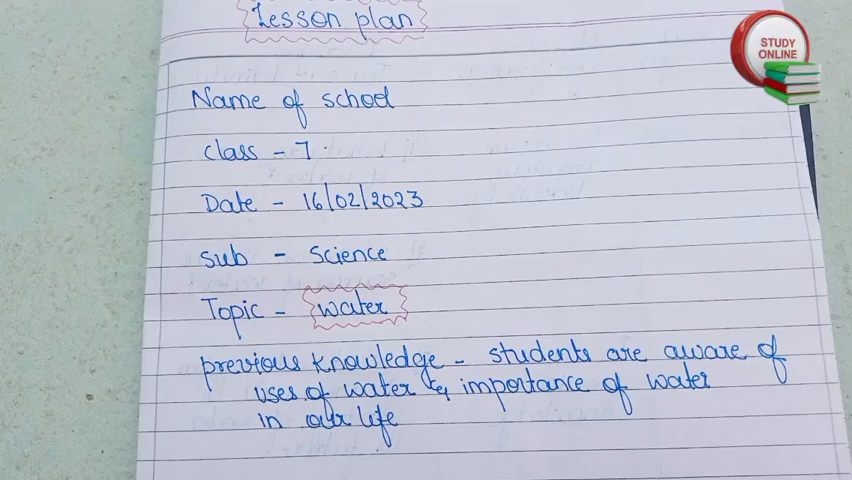 Lesson plan
STUDY
ONLINE
Name of school
class - 7
Date - 16/02/2023
sub - Science
Topic - water
previous knowledge - students are aware of
uses of water & importance of water
in our life